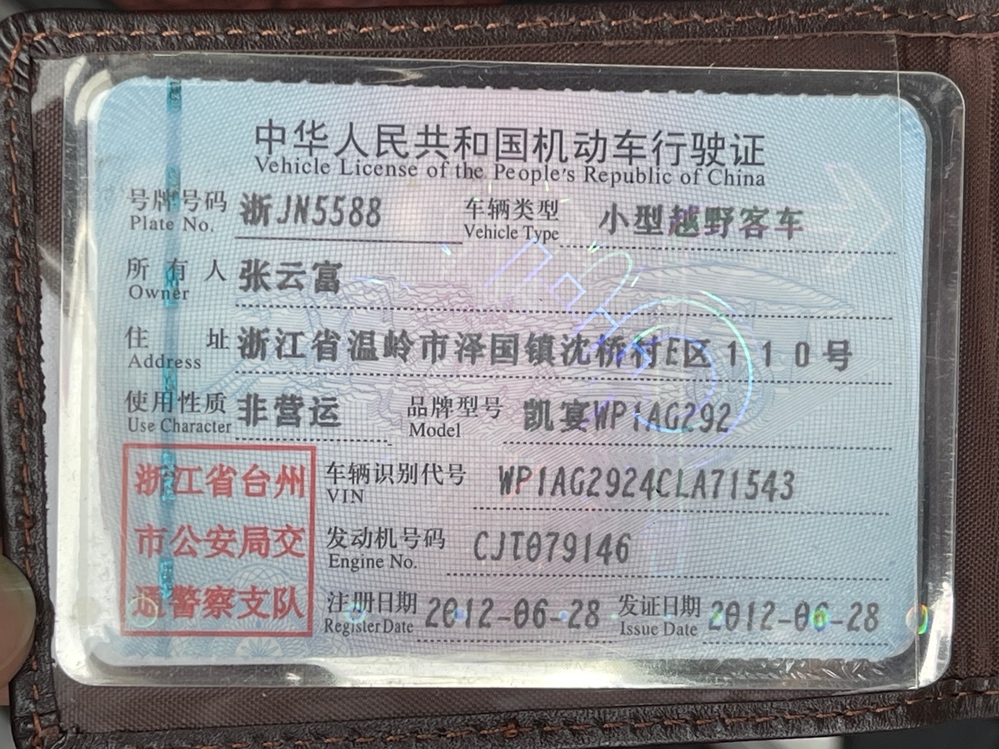 中华人民共和国机动车行驶证
Vehicle License of the People's Republic of China
号牌号码 浙JN5588 车辆类型 小型越野客车
Plate No. Vehicle Type
所有人 张云富
Owner
住址 浙江省温岭市泽国镇沈桥村E区110号
Address
使用性质 非营运 品牌型号 凯宴WP1AG292
Use Character Model
浙江省台州
市公安局交
通警察支队
车辆识别代号 WP1AG2924CLA71543
VIN
发动机号码 CJT079146
Engine No.
注册日期 2012-06-28 发证日期 2012-06-28
Register Date Issue Date